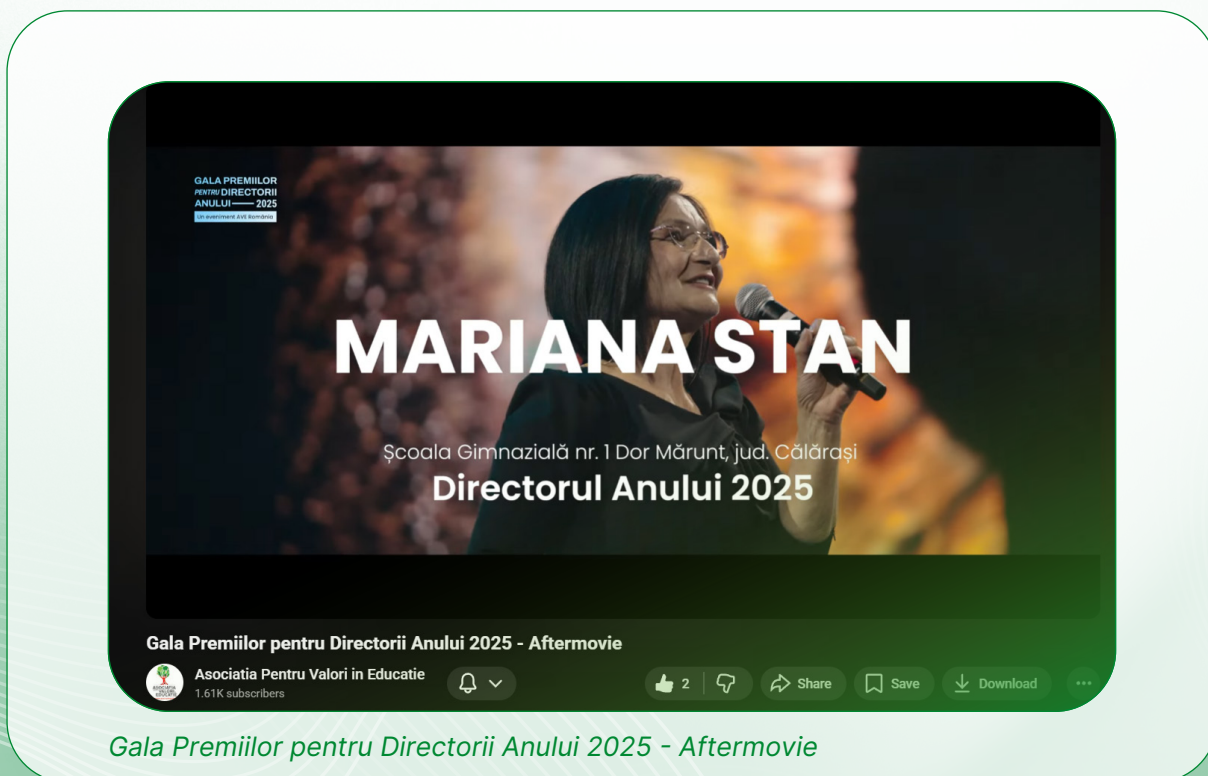 GALA PREMIILOR
PENTRU DIRECTORII
ANULUI 2025
Un eveniment AVE România
MARIANA STAN
Școala Gimnazială nr. 1 Dor Mărunt, jud. Călărași
Directorul Anului 2025
Gala Premiilor pentru Directorii Anului 2025 - Aftermovie
Asociatia Pentru Valori in Educatie
1.61K subscribers
2
Share
Save
Download
Gala Premiilor pentru Directorii Anului 2025 - Aftermovie